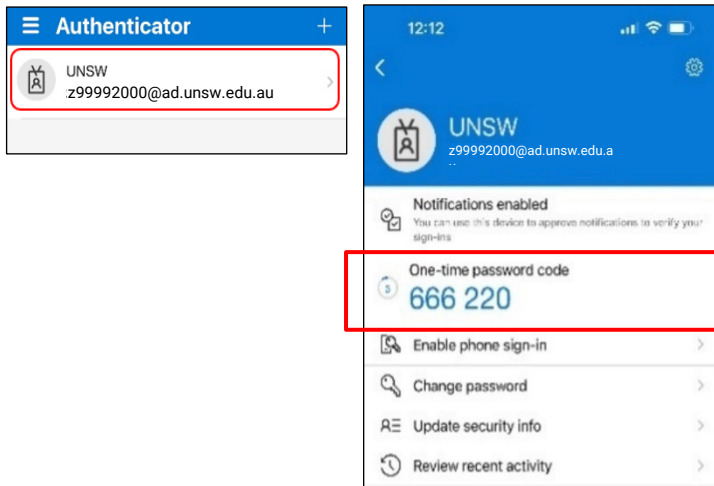 Authenticator
UNSW
z99992000@ad.unsw.edu.au
12:12
UNSW
z99992000@ad.unsw.edu.a
Notifications enabled
You can use this device to approve notifications to verify your
sign-ins
One-time password code
3
666 220
Enable phone sign-in
Change password
Update security info
Review recent activity